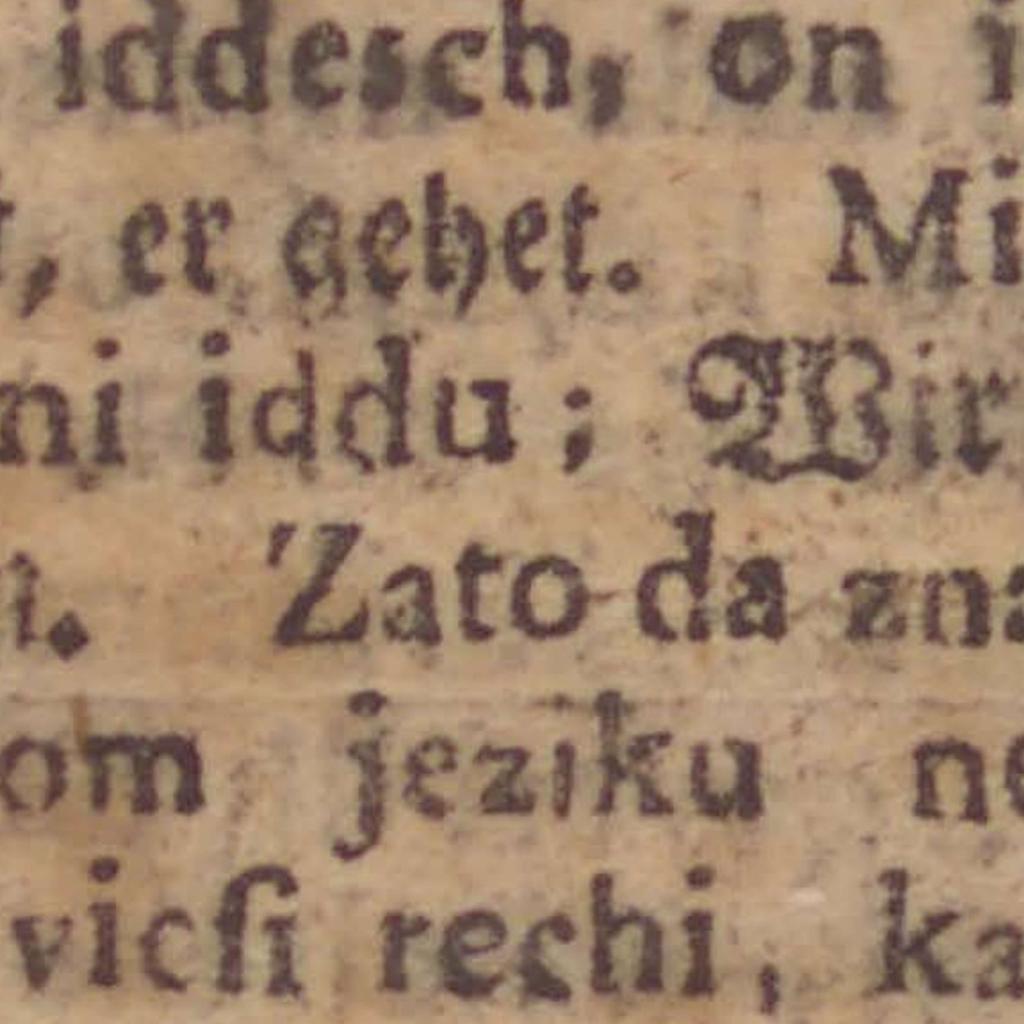 iddesch, on i
, er gehet. Mi
ni iddu; Wir
Zato da zna
om jeziku ne
vicſi rechi, ka